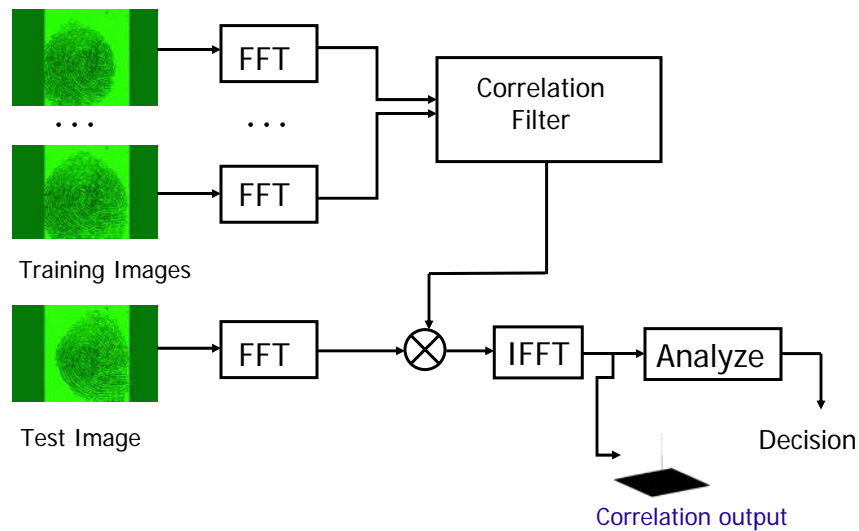 FFT
Correlation
Filter
. . .
. . .
FFT
Training Images
FFT
IFFT
Analyze
Test Image
Decision
Correlation output